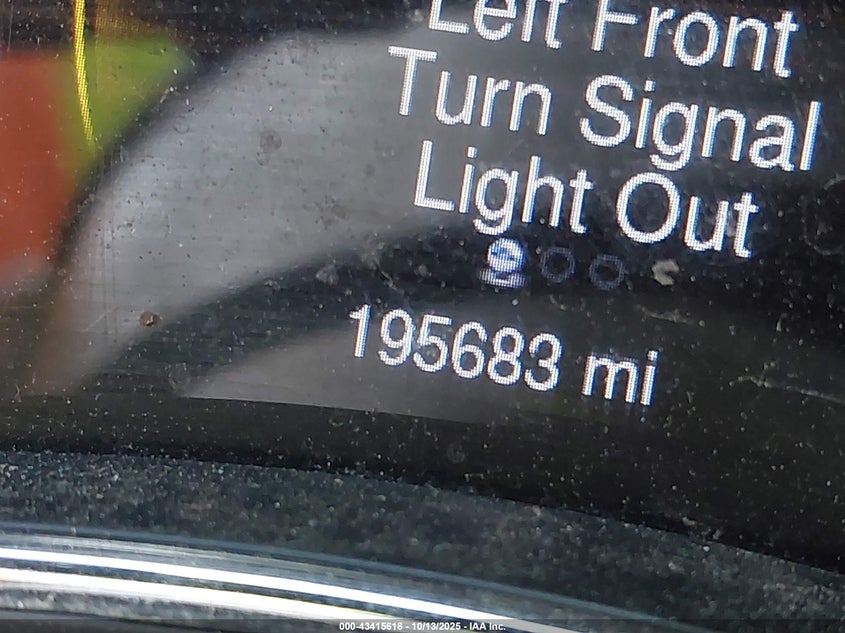 Left Front
Turn Signal
Light Out
195683 mi
000-43415618 - 10/13/2025 - IAA Inc.